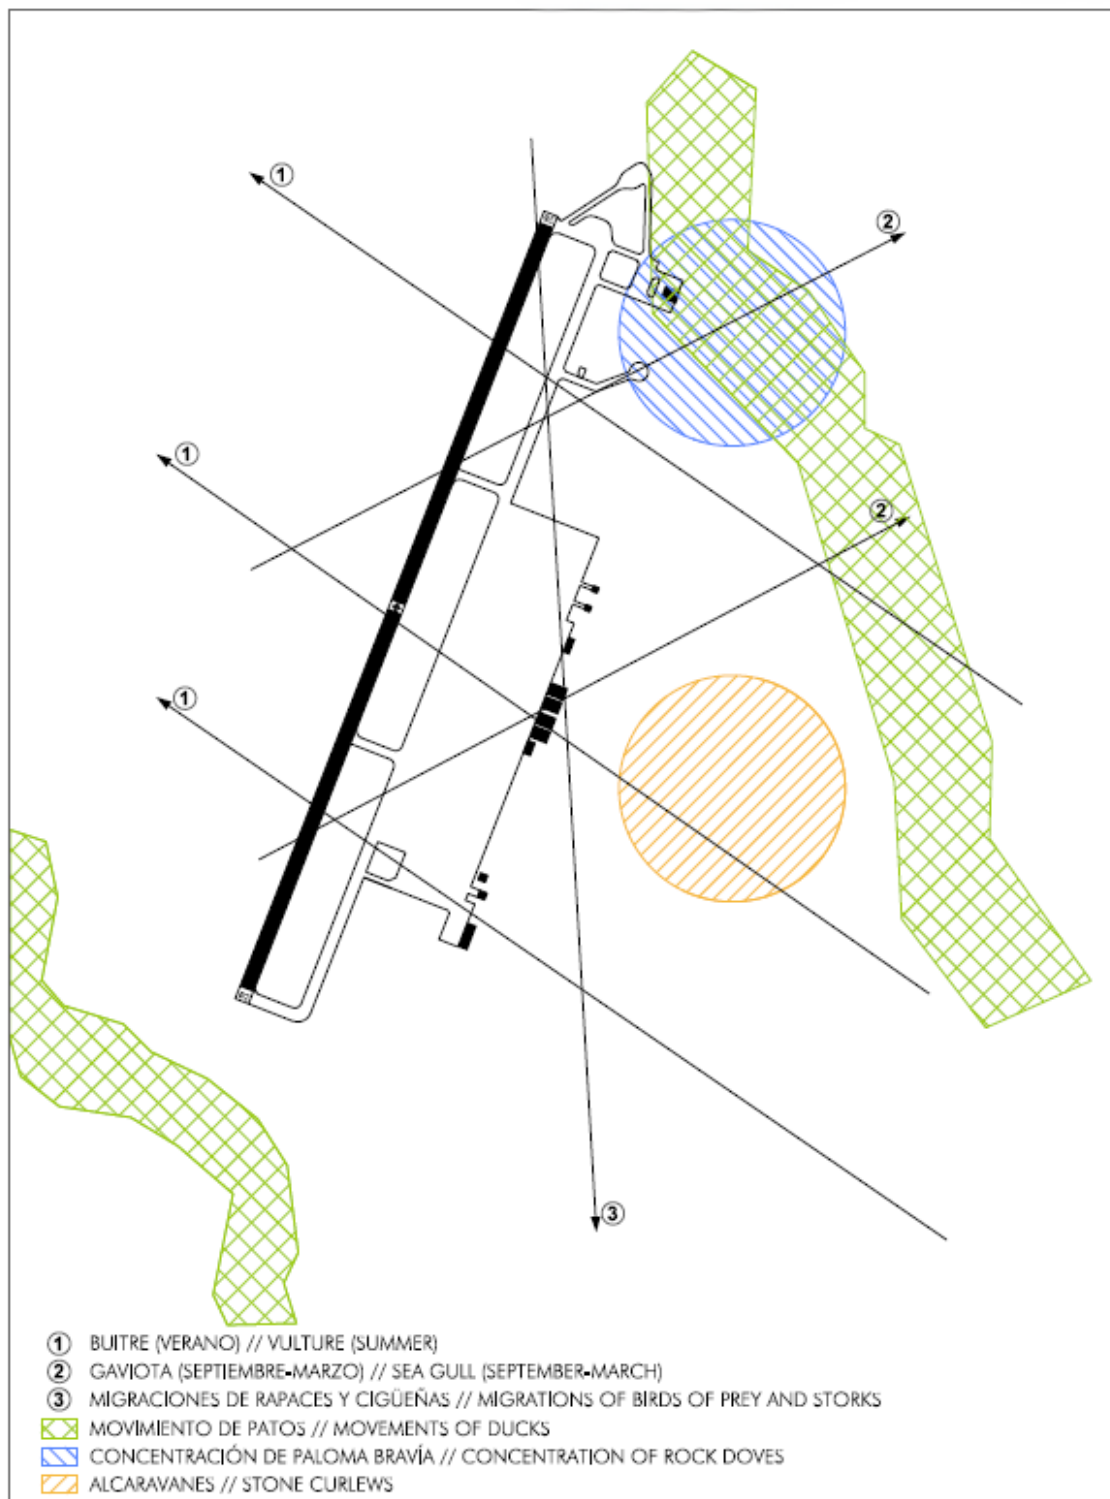 1
2
1
2
1
3
1 BUITRE (VERANO) // VULTURE (SUMMER)
2 GAVIOTA (SEPTIEMBRE-MARZO) // SEA GULL (SEPTEMBER-MARCH)
3 MIGRACIONES DE RAPACES Y CIGÜEÑAS // MIGRATIONS OF BIRDS OF PREY AND STORKS
MOVIMIENTO DE PATOS // MOVEMENTS OF DUCKS
CONCENTRACIÓN DE PALOMA BRAVÍA // CONCENTRATION OF ROCK DOVES
ALCARAVANES // STONE CURLEWS